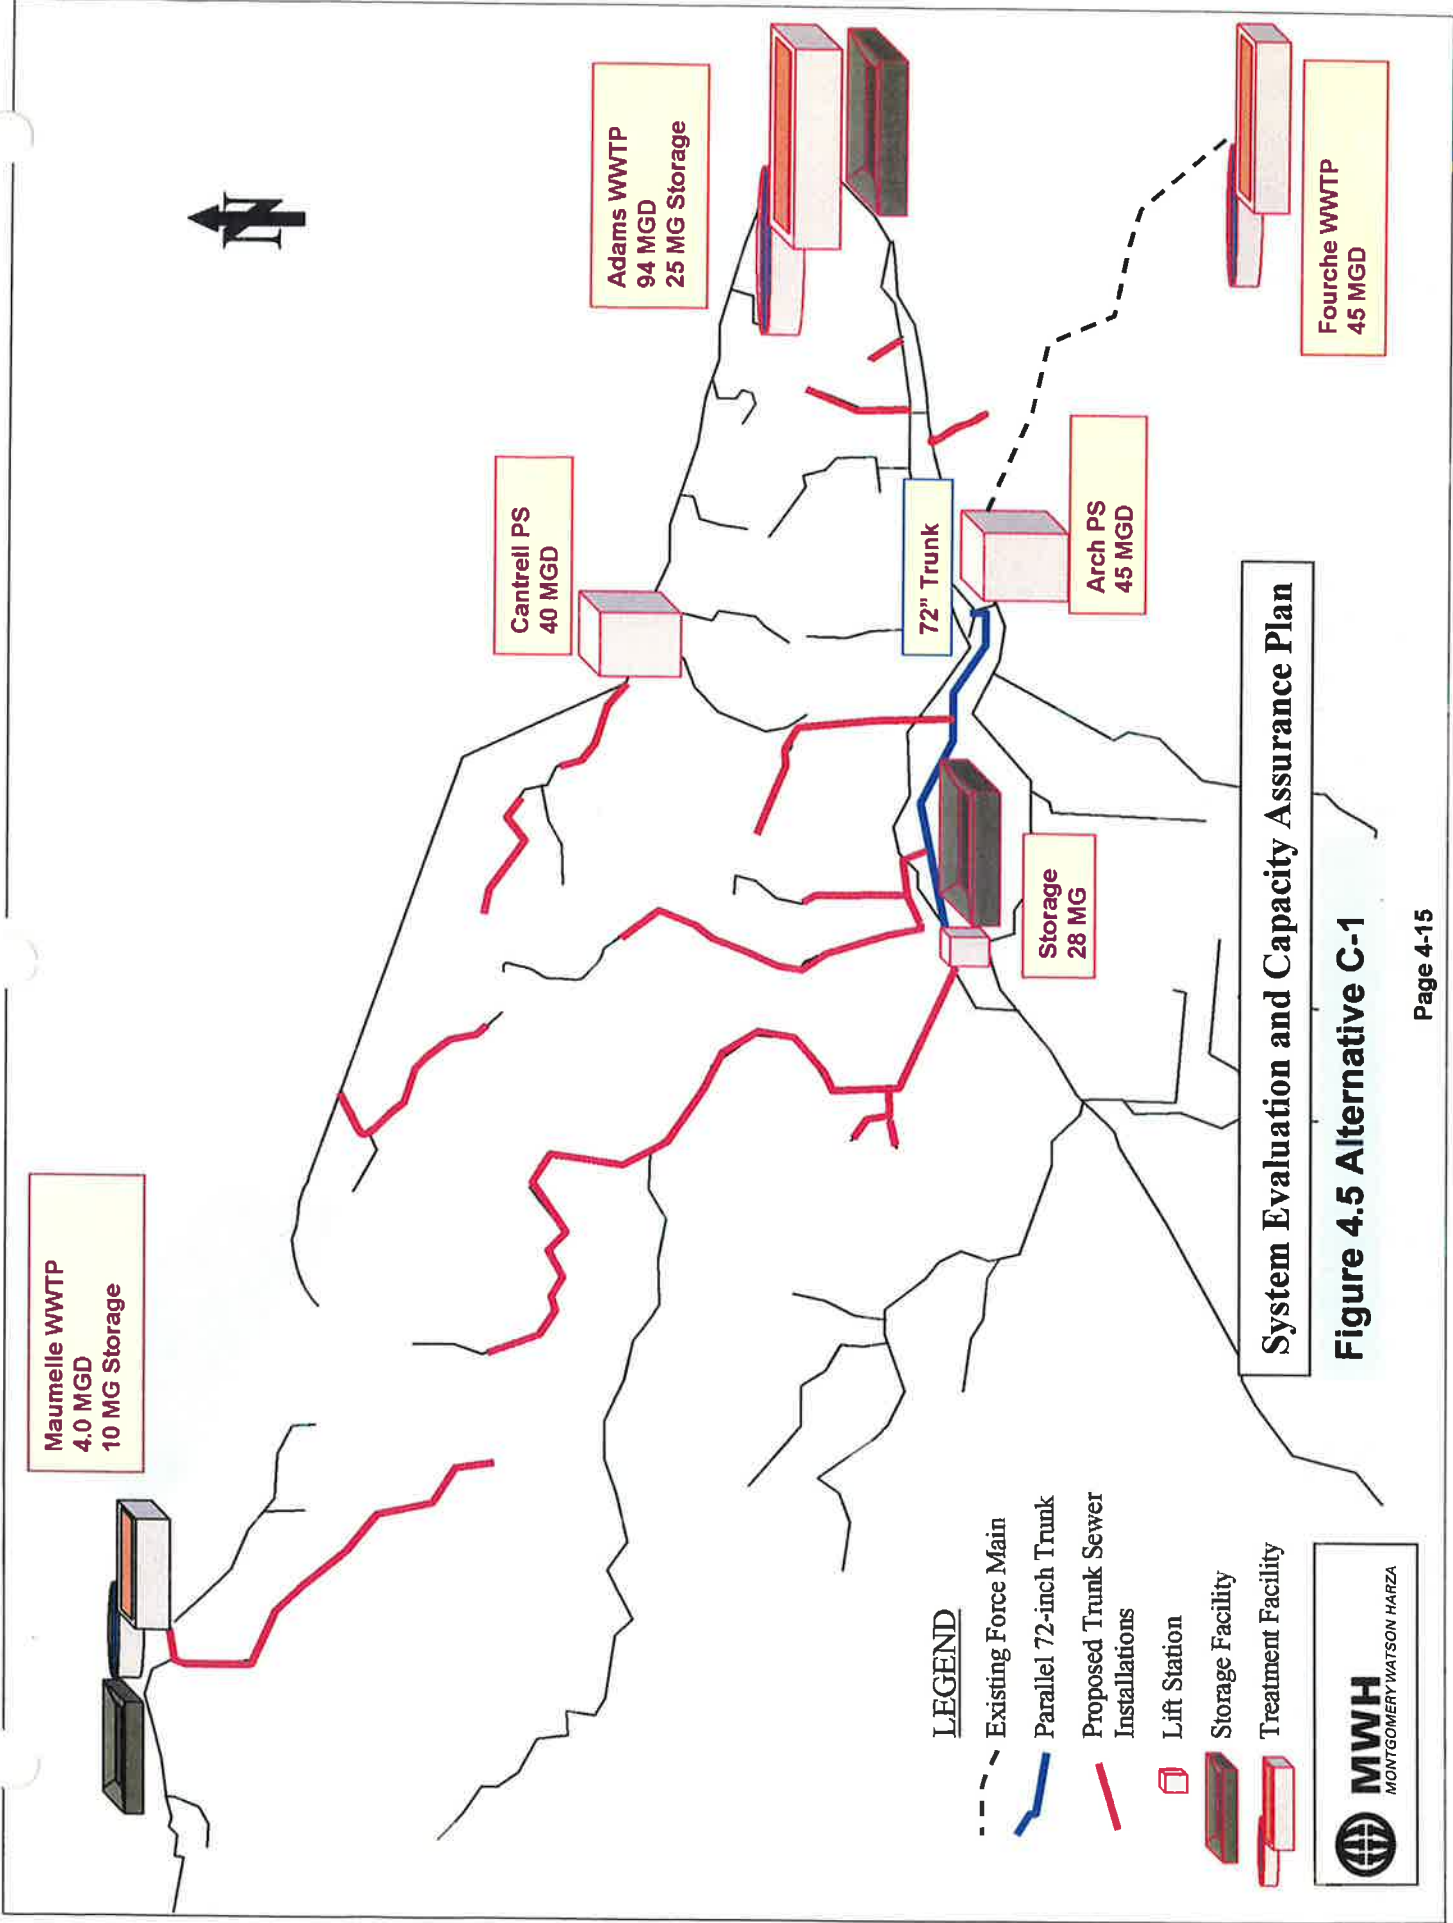 Maumelle WWTP
4.0 MGD
10 MG Storage
Cantrell PS
40 MGD
Adams WWTP
94 MGD
25 MG Storage
N
72" Trunk
Arch PS
45 MGD
Storage
28 MG
Fourche WWTP
45 MGD
LEGEND
Existing Force Main
Parallel 72-inch Trunk
Proposed Trunk Sewer
Installations
Lift Station
Storage Facility
Treatment Facility
MWH
MONTGOMERY WATSON HARZA
System Evaluation and Capacity Assurance Plan
Figure 4.5 Alternative C-1
Page 4-15